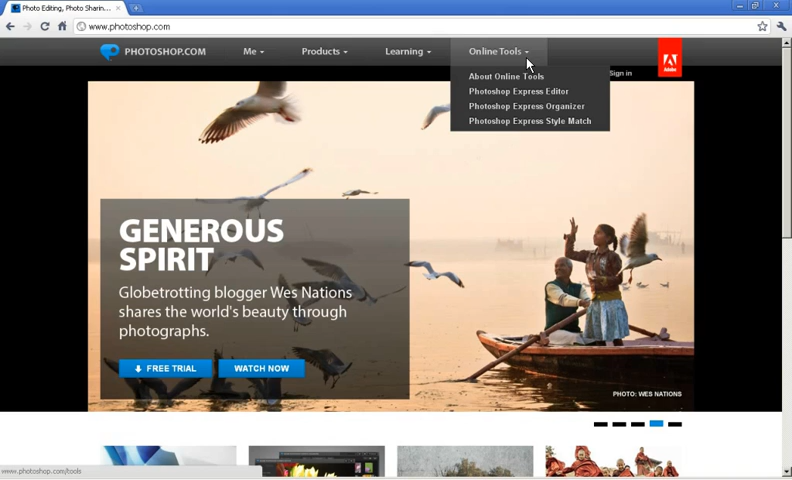 Photo Editing, Photo Sharin...
www.photoshop.com
PHOTOSHOP.COM
Me
Products
Learning
Online Tools
Adobe
Sign in
About Online Tools
Photoshop Express Editor
Photoshop Express Organizer
Photoshop Express Style Match
GENEROUS
SPIRIT
Globetrotting blogger Wes Nations
shares the world's beauty through
photographs.
FREE TRIAL
WATCH NOW
PHOTO: WES NATIONS
www.photoshop.com/tools